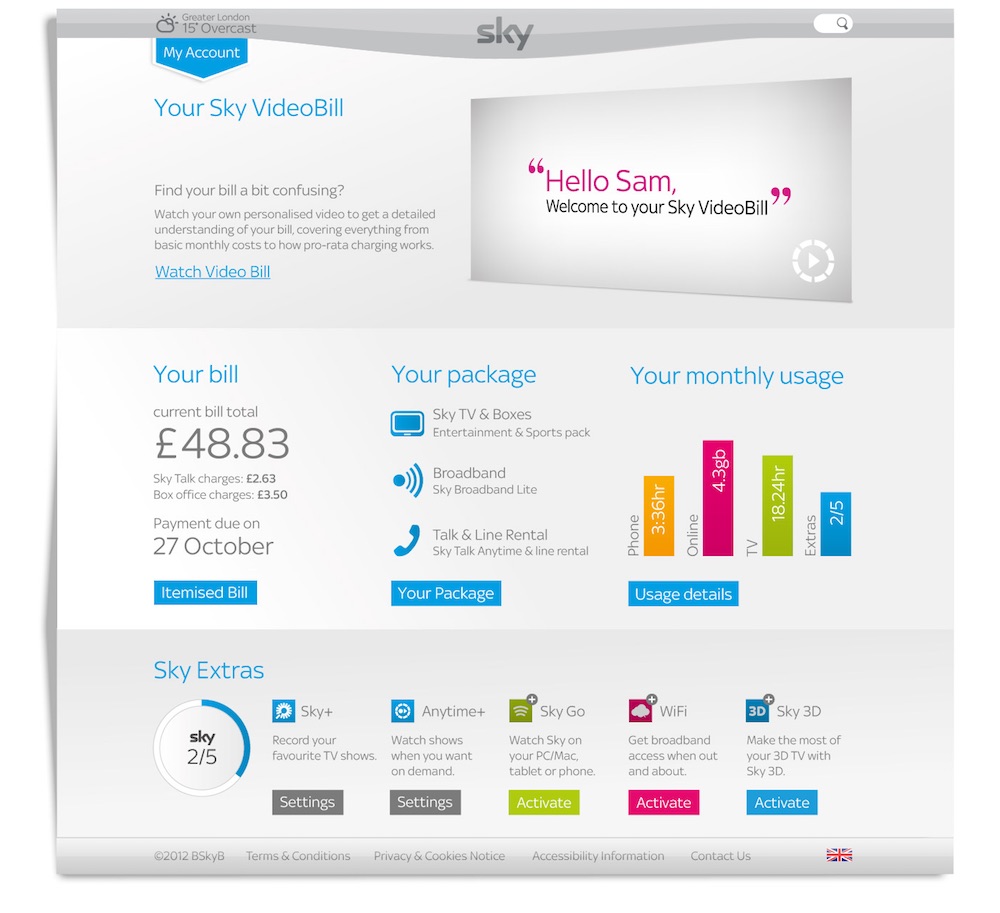 Greater London
15° Overcast
sky
My Account
Your Sky VideoBill
Find your bill a bit confusing?
Watch your own personalised video to get a detailed
understanding of your bill, covering everything from
basic monthly costs to how pro-rata charging works.
Watch Video Bill
“Hello Sam,
Welcome to your Sky VideoBill”
Your bill
current bill total
£48.83
Sky Talk charges: £2.63
Box office charges: £3.50
Payment due on
27 October
Itemised Bill
Your package
Sky TV & Boxes
Entertainment & Sports pack
Broadband
Sky Broadband Lite
Talk & Line Rental
Sky Talk Anytime & line rental
Your Package
Your monthly usage
Phone
3:36hr
Online
4.3gb
TV
18.24hr
Extras
2/5
Usage details
Sky Extras
sky
2/5
Sky+
Record your
favourite TV shows.
Settings
Anytime+
Watch shows
when you want
on demand.
Settings
Sky Go
Watch Sky on
your PC/Mac,
tablet or phone.
Activate
WiFi
Get broadband
access when out
and about.
Activate
3D
Sky 3D
Make the most of
your 3D TV with
Sky 3D.
Activate
©2012 BSkyB
Terms & Conditions
Privacy & Cookies Notice
Accessibility Information
Contact Us